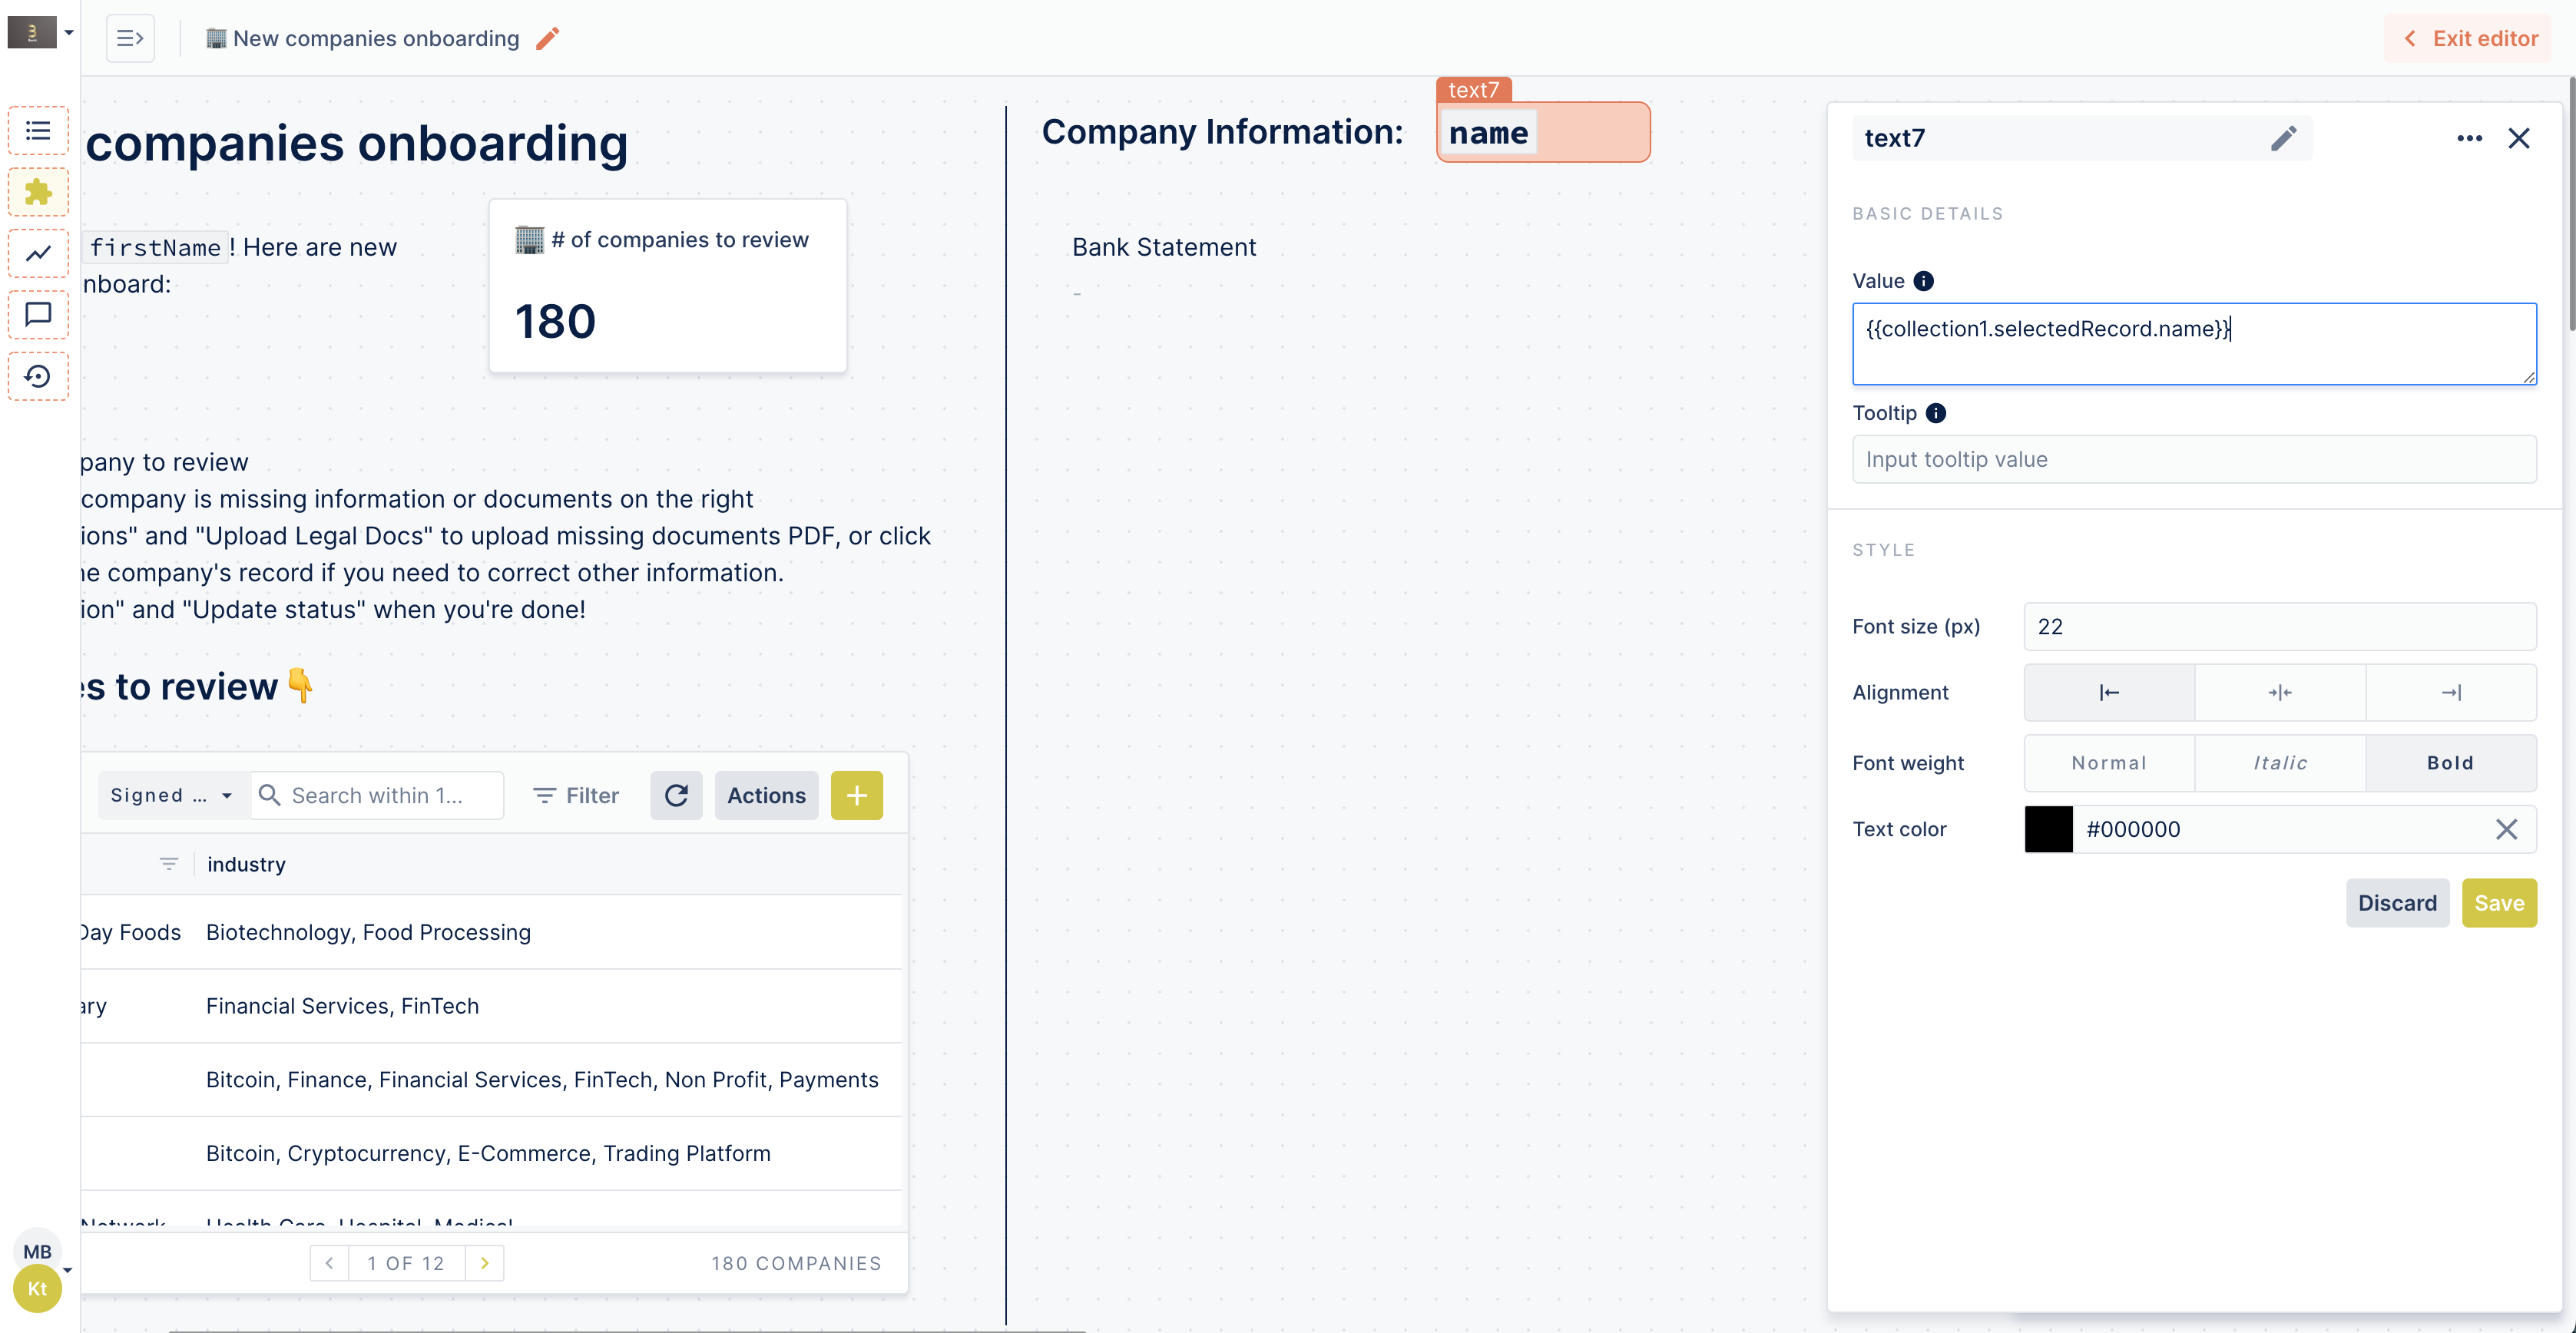 New companies onboarding
Exit editor
companies onboarding
firstName! Here are new
nboard:
# of companies to review
180
pany to review
company is missing information or documents on the right
ions" and "Upload Legal Docs" to upload missing documents PDF, or click
he company's record if you need to correct other information.
ion" and "Update status" when you're done!
es to review
Signed ...
Search within 1...
Filter
Actions
industry
Day Foods Biotechnology, Food Processing
ary Financial Services, FinTech
Bitcoin, Finance, Financial Services, FinTech, Non Profit, Payments
Bitcoin, Cryptocurrency, E-Commerce, Trading Platform
Network Health Care, Hospital, Medical
1 OF 12
180 COMPANIES
MB
Kt
text7
Company Information: name
Bank Statement
-
text7
BASIC DETAILS
Value
{{collection1.selectedRecord.name}}
Tooltip
Input tooltip value
STYLE
Font size (px) 22
Alignment
Font weight Normal Italic Bold
Text color #000000
Discard Save